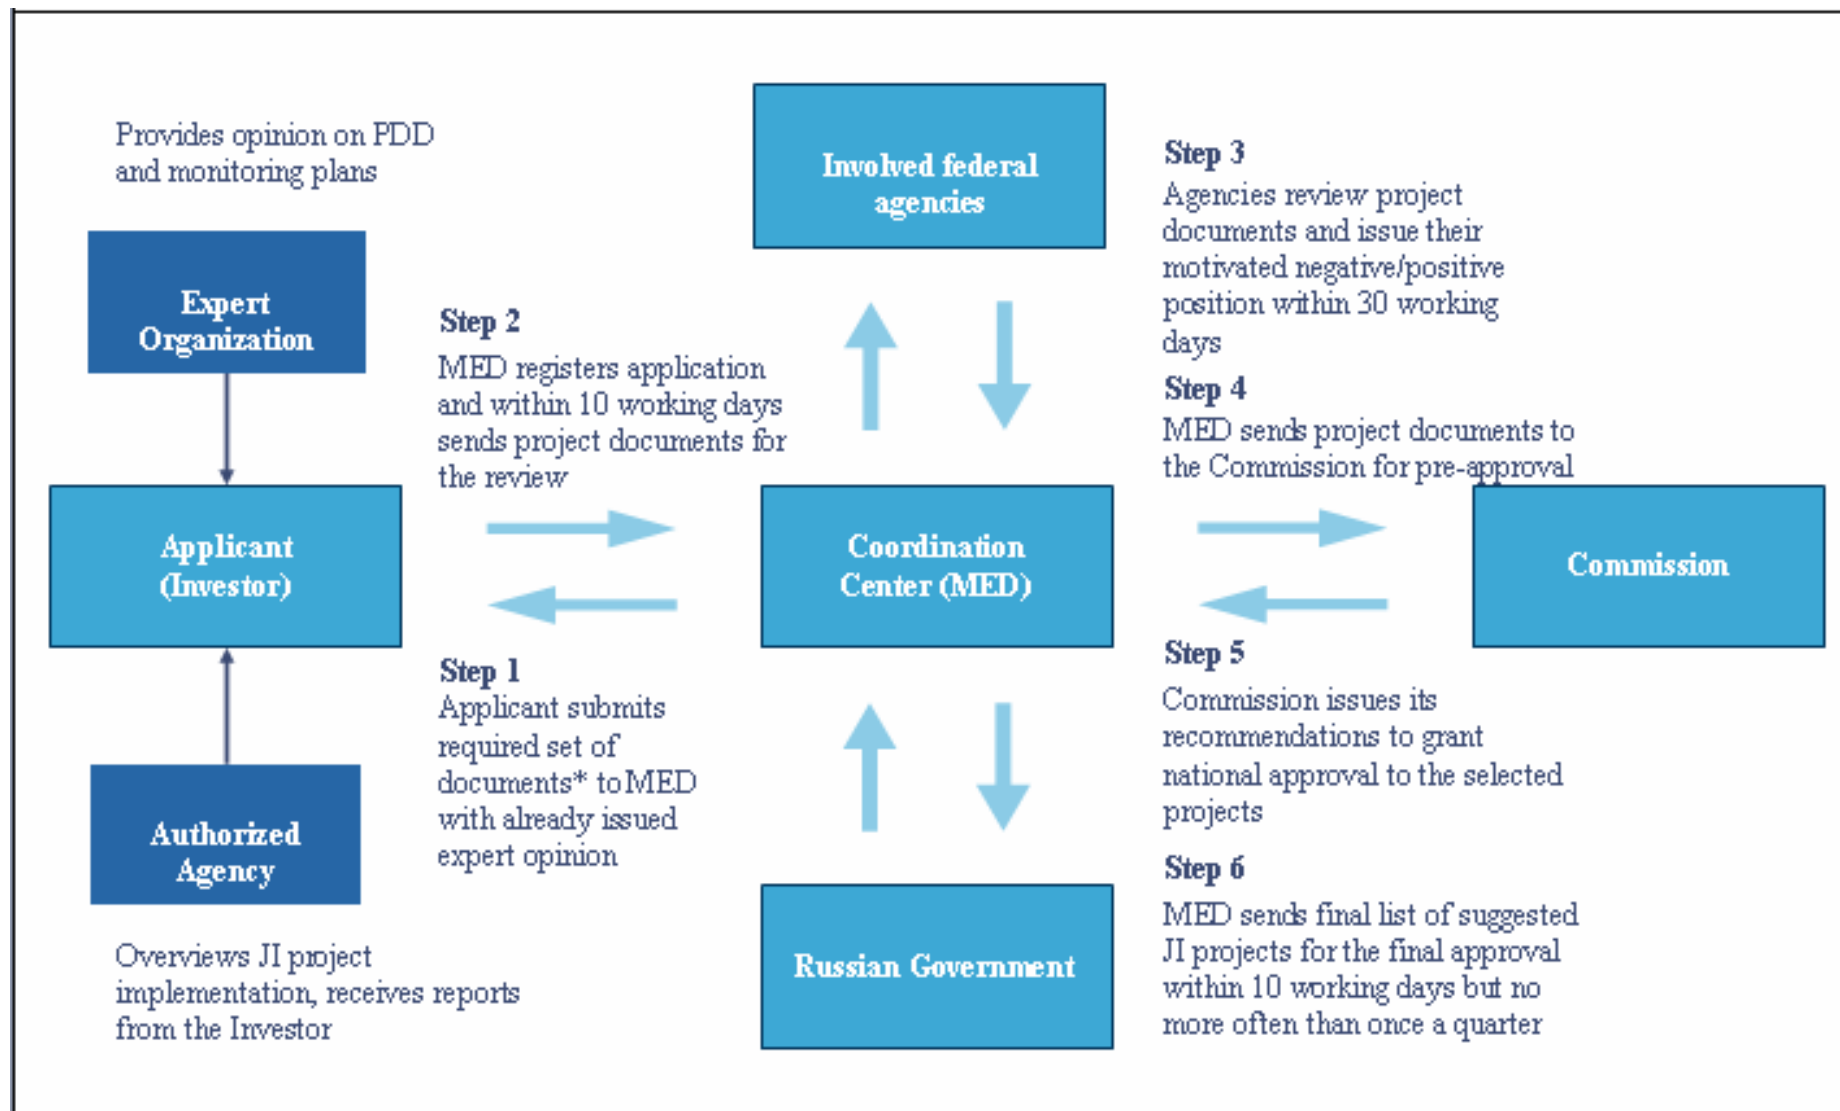 Provides opinion on PDD
and monitoring plans
Expert
Organization
Applicant
(Investor)
Authorized
Agency
Overviews JI project
implementation, receives reports
from the Investor
Step 2
MED registers application
and within 10 working days
sends project documents for
the review
Step 1
Applicant submits
required set of
documents* to MED
with already issued
expert opinion
Involved federal
agencies
Coordination
Center (MED)
Russian Government
Step 3
Agencies review project
documents and issue their
motivated negative/positive
position within 30 working
days
Step 4
MED sends project documents to
the Commission for pre-approval
Commission
Step 5
Commission issues its
recommendations to grant
national approval to the selected
projects
Step 6
MED sends final list of suggested
JI projects for the final approval
within 10 working days but no
more often than once a quarter